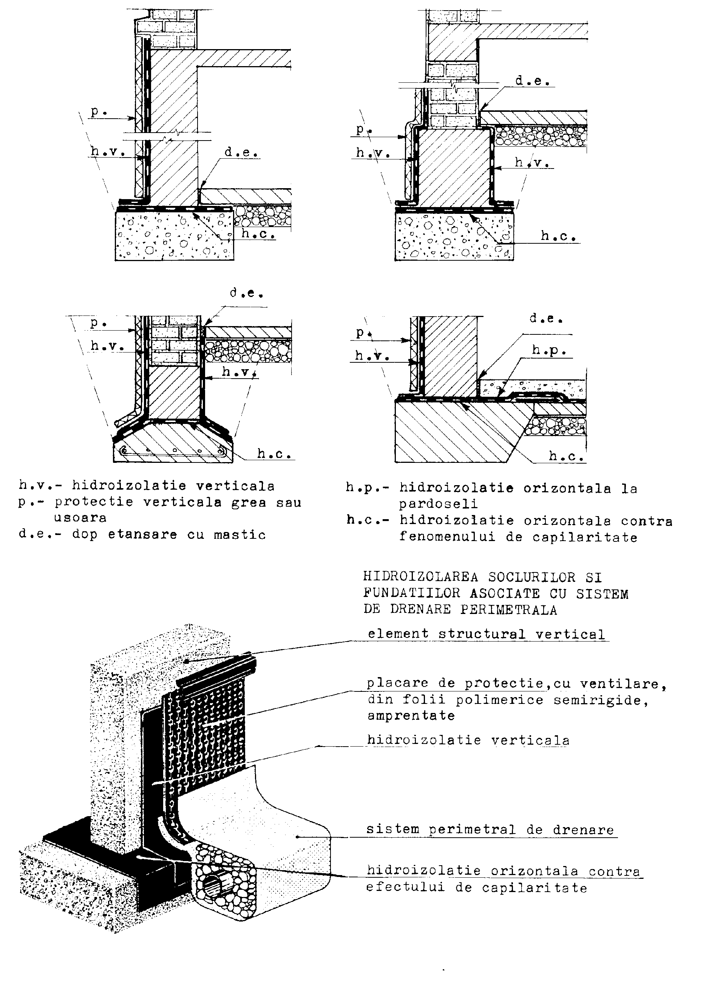 p.
h.v.
d.e.
h.c.
d.e.
p.
h.v.
h.v.
h.c.
d.e.
p.
h.v.
h.v.
h.c.
d.e.
p.
h.p.
h.v.
h.c.
h.v.- hidroizolatie verticala
p.- protectie verticala grea sau
usoara
d.e.- dop etansare cu mastic
h.p.- hidroizolatie orizontala la
pardoseli
h.c.- hidroizolatie orizontala contra
fenomenului de capilaritate
HIDROIZOLAREA SOCLURILOR SI
FUNDATIILOR ASOCIATE CU SISTEM
DE DRENARE PERIMETRALA
element structural vertical
placare de protectie,cu ventilare,
din folii polimerice semirigide,
amprentate
hidroizolatie verticala
sistem perimetral de drenare
hidroizolatie orizontala contra
efectului de capilaritate